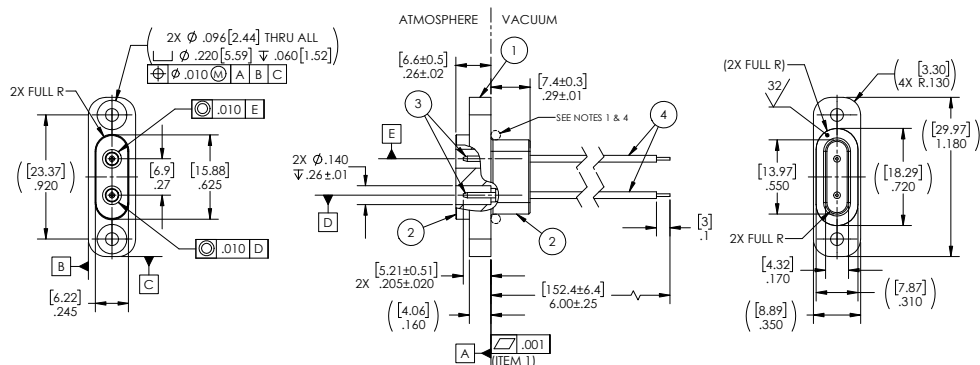 ATMOSPHERE VACUUM
2X Ø .096[2.44] THRU ALL
⌴ Ø .220[5.59] ↧ .060[1.52]
⌖ Ø .010 Ⓜ A B C
2X FULL R
◎ .010 E
[23.37]
.920
[6.9]
.27
[15.88]
.625
◎ .010 D
B
C
[6.22]
.245
[6.6±0.5]
.26±.02
1
[7.4±0.3]
.29±.01
3
SEE NOTES 1 & 4
4
E
2X Ø.140
↧ .26±.01
D
2
2
[3]
.1
[5.21±0.51]
2X .205±.020
[152.4±6.4]
6.00±.25
[4.06]
.160
A
⏥ .001
(ITEM 1)
(2X FULL R)
32
[3.30]
4X R.130
[29.97]
1.180
[13.97]
.550
[18.29]
.720
2X FULL R
[4.32]
.170
[7.87]
.310
[8.89]
.350